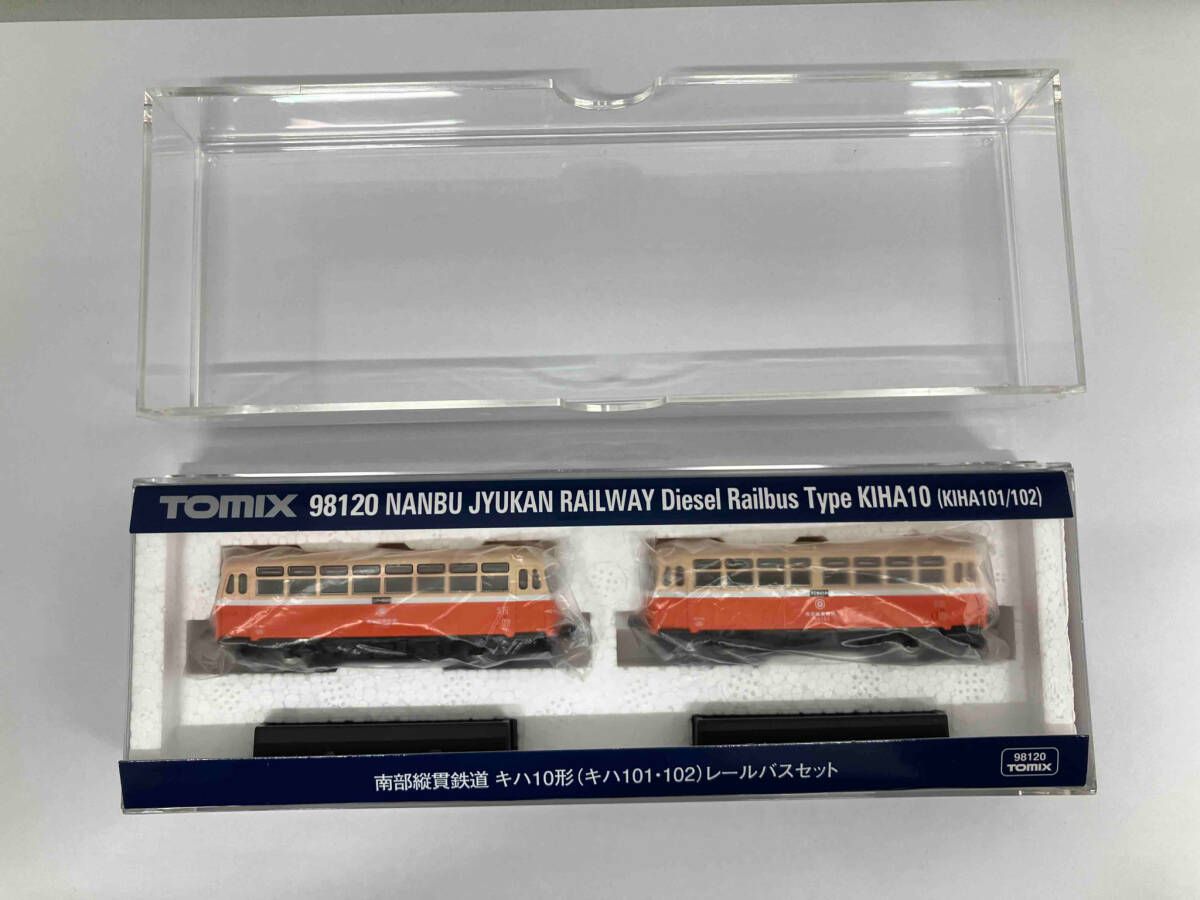 TOMIX 98120 NANBU JYUKAN RAILWAY Diesel Railbus Type KIHA10 (KIHA101/102)
南部縦貫鉄道 キハ10形(キハ101・102)レールバスセット
98120
TOMIX